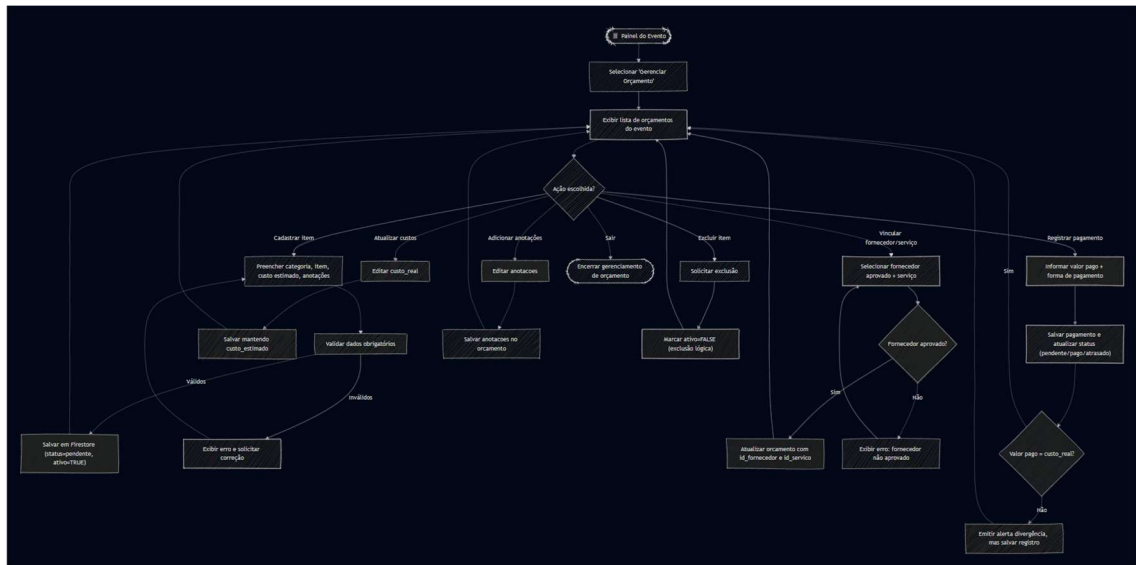 Painel do Evento
Selecionar 'Gerenciar
Orçamento'
Exibir lista de orçamentos
do evento
Ação escolhida?
Cadastrar item
Atualizar custos
Adicionar anotações
Sair
Excluir item
Vincular
fornecedor/serviço
Registrar pagamento
Sim
Preencher categoria, item,
custo estimado, anotações
Editar custo_real
Editar anotacoes
Encerrar gerenciamento
de orçamento
Solicitar exclusão
Selecionar fornecedor
aprovado + serviço
Informar valor pago +
forma de pagamento
Salvar mantendo
custo_estimado
Validar dados obrigatórios
Salvar anotacoes no
orcamento
Marcar ativo=FALSE
(exclusão lógica)
Fornecedor aprovado?
Salvar pagamento e
atualizar status
(pendente/pago/atrasado)
Válidos
Inválidos
Sim
Não
Salvar em Firestore
(status=pendente,
ativo=TRUE)
Exibir erro e solicitar
correção
Atualizar orcamento com
id_fornecedor e id_servico
Exibir erro: fornecedor
não aprovado
Valor pago = custo_real?
Não
Emitir alerta divergência,
mas salvar registro